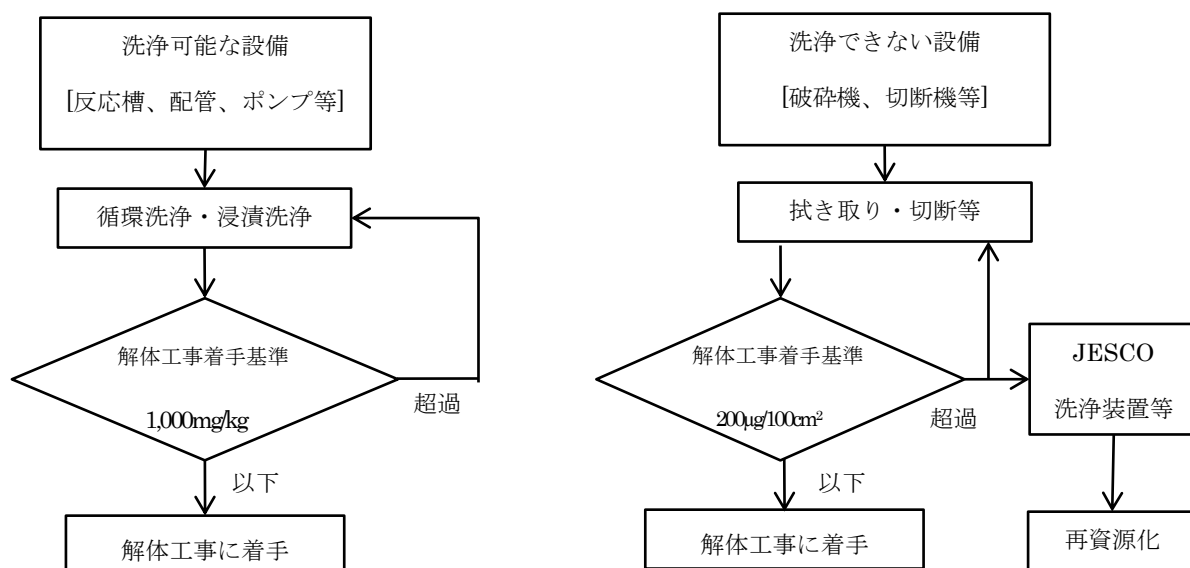 洗浄可能な設備
[反応槽、配管、ポンプ等]
循環洗浄・浸漬洗浄
解体工事着手基準
1,000mg/kg
超過
以下
解体工事に着手
洗浄できない設備
[破砕機、切断機等]
拭き取り・切断等
解体工事着手基準
200μg/100cm²
超過
以下
解体工事に着手
JESCO
洗浄装置等
再資源化